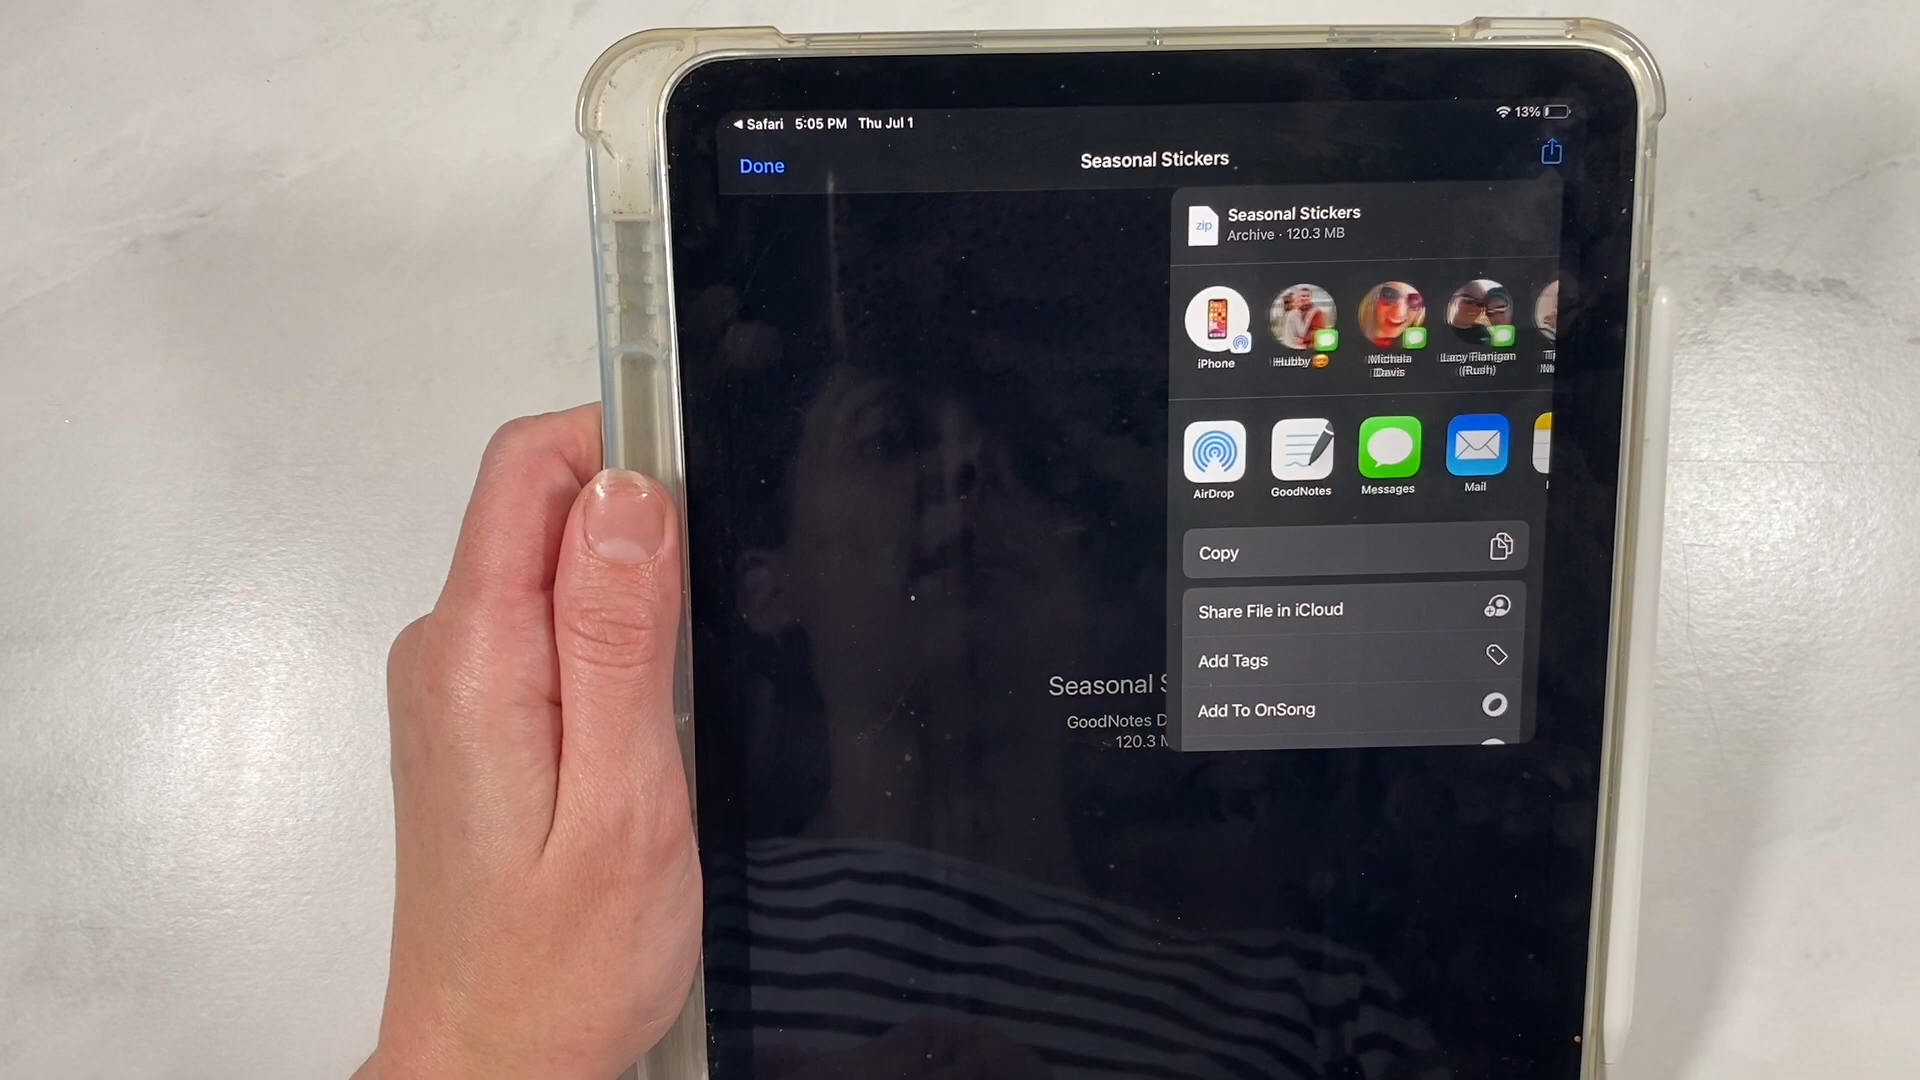 ◀ Safari 5:05 PM Thu Jul 1
13%
Done
Seasonal Stickers
zip
Seasonal Stickers
Archive · 120.3 MB
iPhone
Hubby
Michala
Davis
Lacy Flanigan
(Rush)
AirDrop
GoodNotes
Messages
Mail
Copy
Share File in iCloud
Add Tags
Add To OnSong
Seasonal S
GoodNotes D
120.3 M